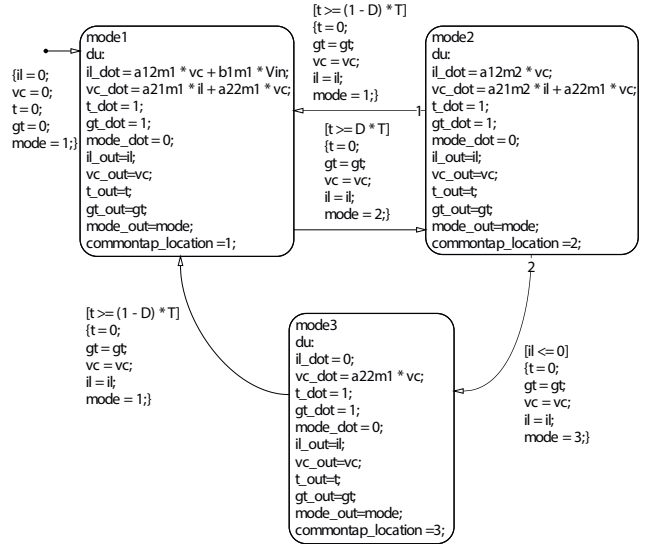 {il = 0;
vc = 0;
t = 0;
gt = 0;
mode = 1;}
mode1
du:
il_dot = a12m1 * vc + b1m1 * Vin;
vc_dot = a21m1 * il + a22m1 * vc;
t_dot = 1;
gt_dot = 1;
mode_dot = 0;
il_out=il;
vc_out=vc;
t_out=t;
gt_out=gt;
mode_out=mode;
commontap_location =1;
[t >= (1 - D) * T]
{t = 0;
gt = gt;
vc = vc;
il = il;
mode = 1;}
1
[t >= D * T]
{t = 0;
gt = gt;
vc = vc;
il = il;
mode = 2;}
mode2
du:
il_dot = a12m2 * vc;
vc_dot = a21m2 * il + a22m1 * vc;
t_dot = 1;
gt_dot = 1;
mode_dot = 0;
il_out=il;
vc_out=vc;
t_out=t;
gt_out=gt;
mode_out=mode;
commontap_location =2;
2
[t >= (1 - D) * T]
{t = 0;
gt = gt;
vc = vc;
il = il;
mode = 1;}
mode3
du:
il_dot = 0;
vc_dot = a22m1 * vc;
t_dot = 1;
gt_dot = 1;
mode_dot = 0;
il_out=il;
vc_out=vc;
t_out=t;
gt_out=gt;
mode_out=mode;
commontap_location =3;
[il <= 0]
{t = 0;
gt = gt;
vc = vc;
il = il;
mode = 3;}